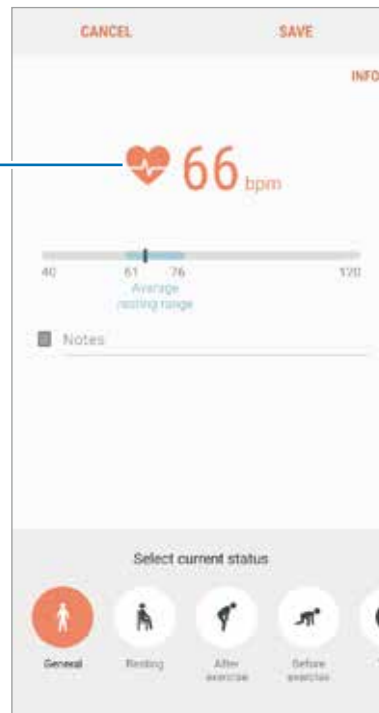 CANCEL SAVE
INFO
66 bpm
40 61 76 120
Average
resting range
Notes
Select current status
General Resting After Before
exercise exercise